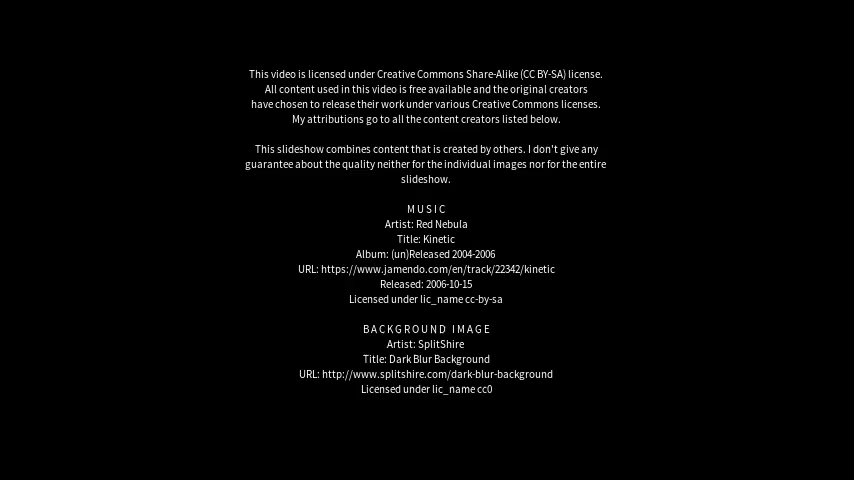 This video is licensed under Creative Commons Share-Alike (CC BY-SA) license.
All content used in this video is free available and the original creators
have chosen to release their work under various Creative Commons licenses.
My attributions go to all the content creators listed below.
This slideshow combines content that is created by others. I don't give any
guarantee about the quality neither for the individual images nor for the entire
slideshow.
MUSIC
Artist: Red Nebula
Title: Kinetic
Album: (un)Released 2004-2006
URL: https://www.jamendo.com/en/track/22342/kinetic
Released: 2006-10-15
Licensed under lic_name cc-by-sa
BACKGROUND IMAGE
Artist: SplitShire
Title: Dark Blur Background
URL: http://www.splitshire.com/dark-blur-background
Licensed under lic_name cc0